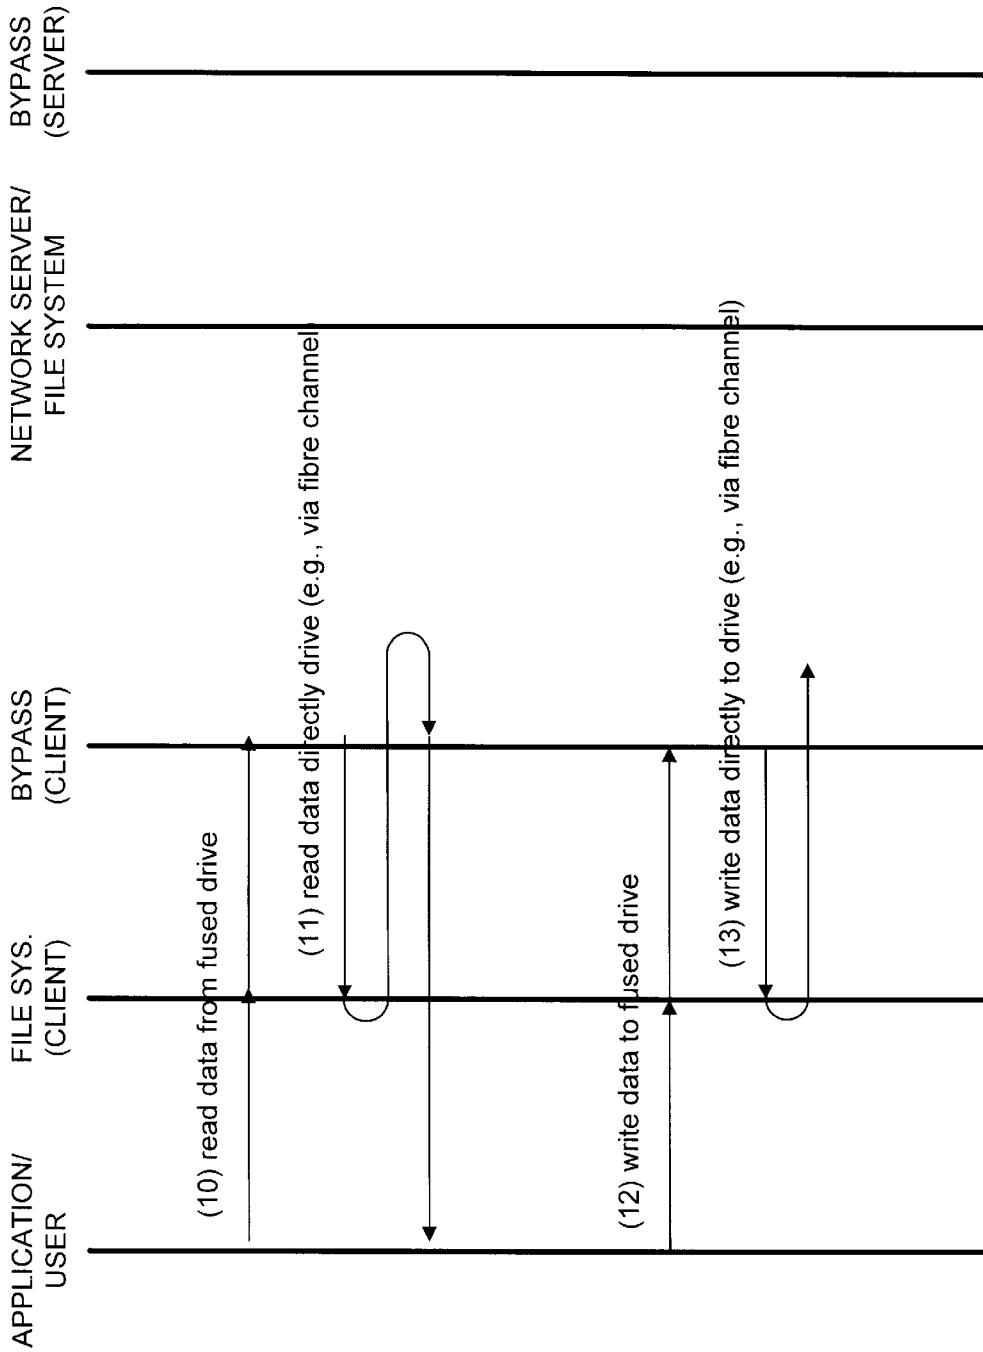 APPLICATION/
USER
FILE SYS.
(CLIENT)
BYPASS
(CLIENT)
NETWORK SERVER/
FILE SYSTEM
BYPASS
(SERVER)
(10) read data from fused drive
(11) read data directly drive (e.g., via fibre channel)
(12) write data to fused drive
(13) write data directly to drive (e.g., via fibre channel)